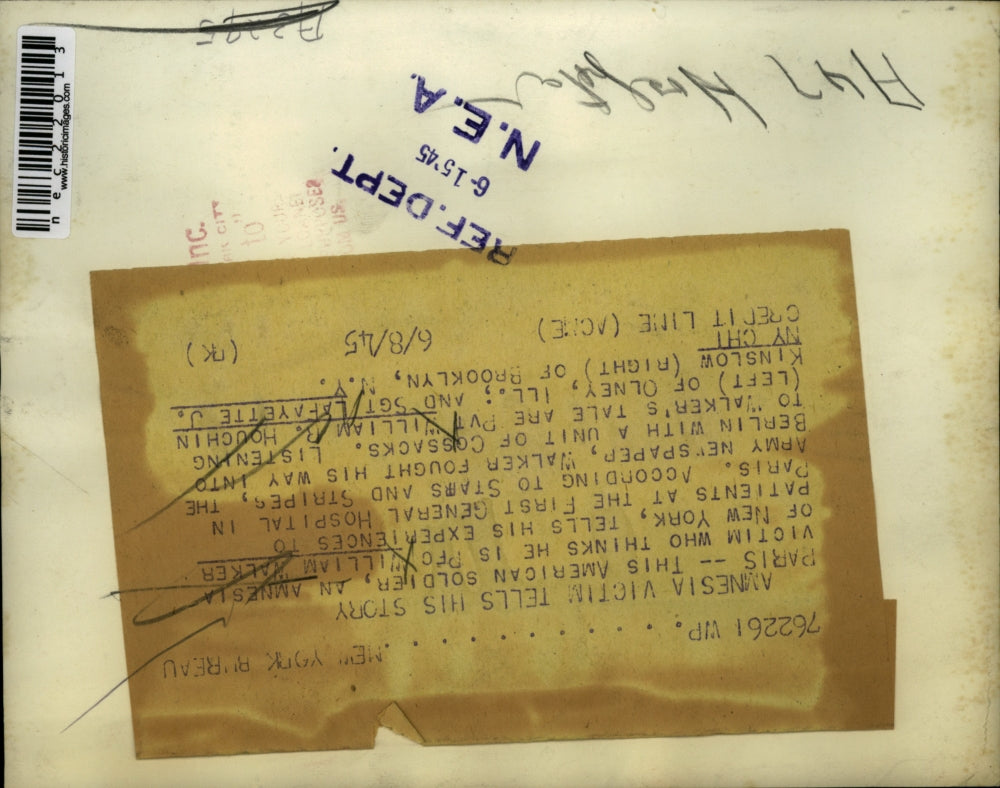 762261 WP. . . . . . . . . . . NEW YORK BUREAU
AMNESIA VICTIM TELLS HIS STORY
PARIS -- THIS AMERICAN SOLDIER, AN AMNESIA
VICTIM WHO THINKS HE IS PFC WILLIAM WALKER
OF NEW YORK, TELLS HIS EXPERIENCES TO
PATIENTS AT THE FIRST GENERAL HOSPITAL IN
PARIS. ACCORDING TO STARS AND STRIPES, THE
ARMY NEWSPAPER, WALKER FOUGHT HIS WAY INTO
BERLIN WITH A UNIT OF COSSACKS. LISTENING
TO WALKER'S TALE ARE PVT WILLIAM R. HOUCHIN
(LEFT) OF OLNEY, ILL.; AND SGT LAFAYETTE J.
KINSLOW (RIGHT) OF BROOKLYN, N.Y.
NY CHI
CREDIT LINE (ACME) 6/8/45 (RK)
REF. DEPT.
6-15'45
N.E.A.
INC.
nec22013
www.historicimages.com